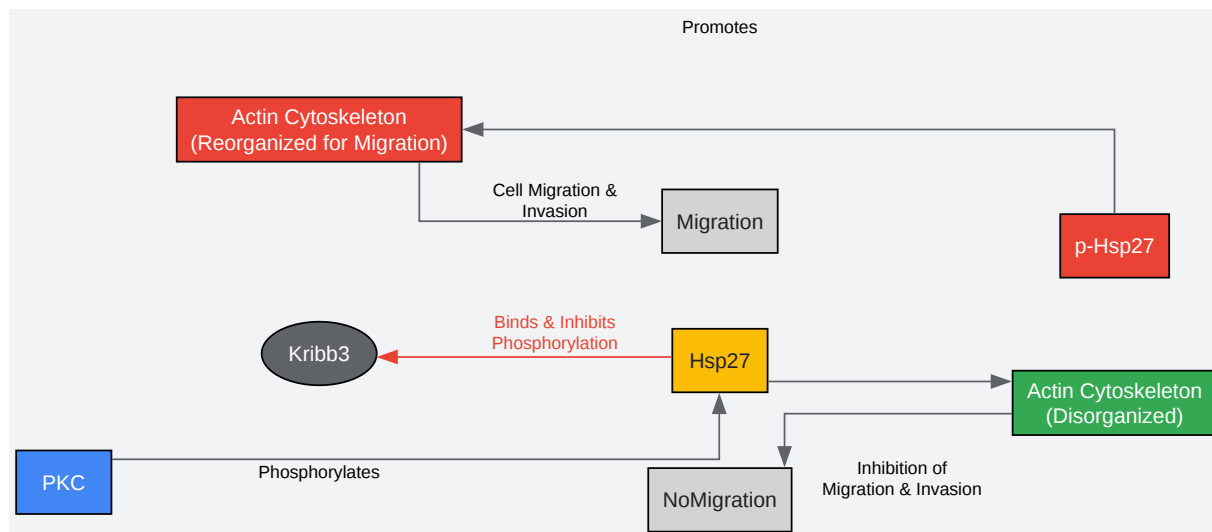 Promotes
Actin Cytoskeleton
(Reorganized for Migration)
Cell Migration &
Invasion
Migration
p-Hsp27
Binds & Inhibits
Phosphorylation
Kribb3
Hsp27
Actin Cytoskeleton
(Disorganized)
PKC
Phosphorylates
NoMigration
Inhibition of
Migration & Invasion